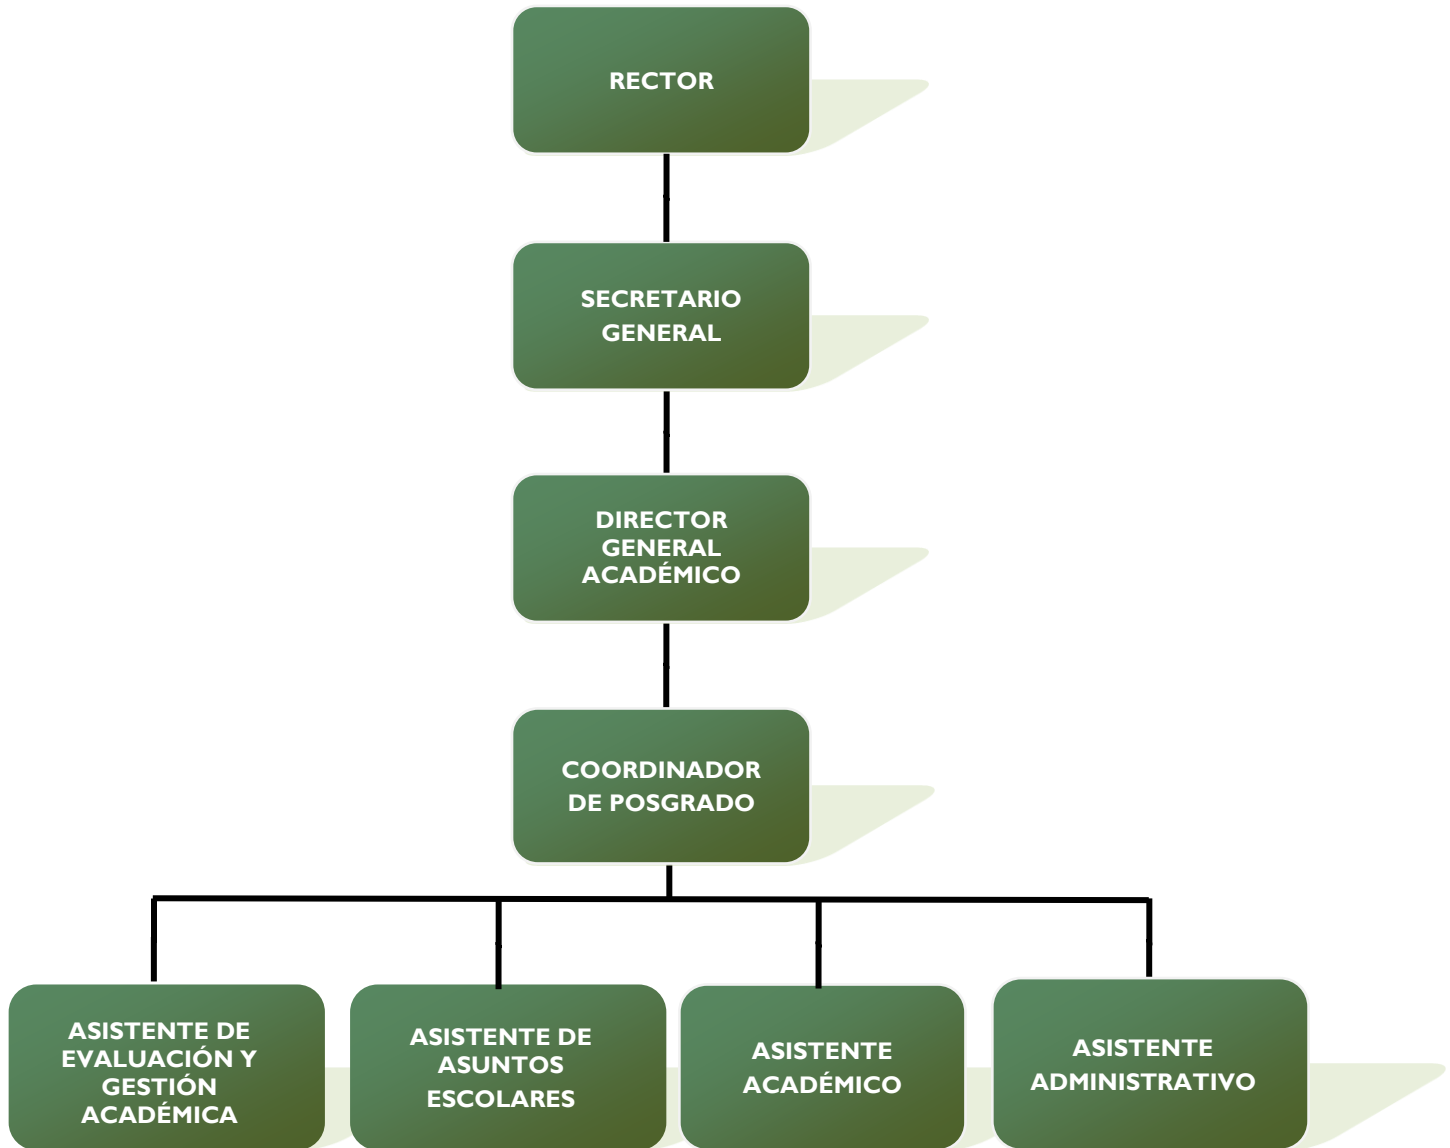 RECTOR
SECRETARIO
GENERAL
DIRECTOR
GENERAL
ACADÉMICO
COORDINADOR
DE POSGRADO
ASISTENTE DE
EVALUACIÓN Y
GESTIÓN
ACADÉMICA
ASISTENTE DE
ASUNTOS
ESCOLARES
ASISTENTE
ACADÉMICO
ASISTENTE
ADMINISTRATIVO